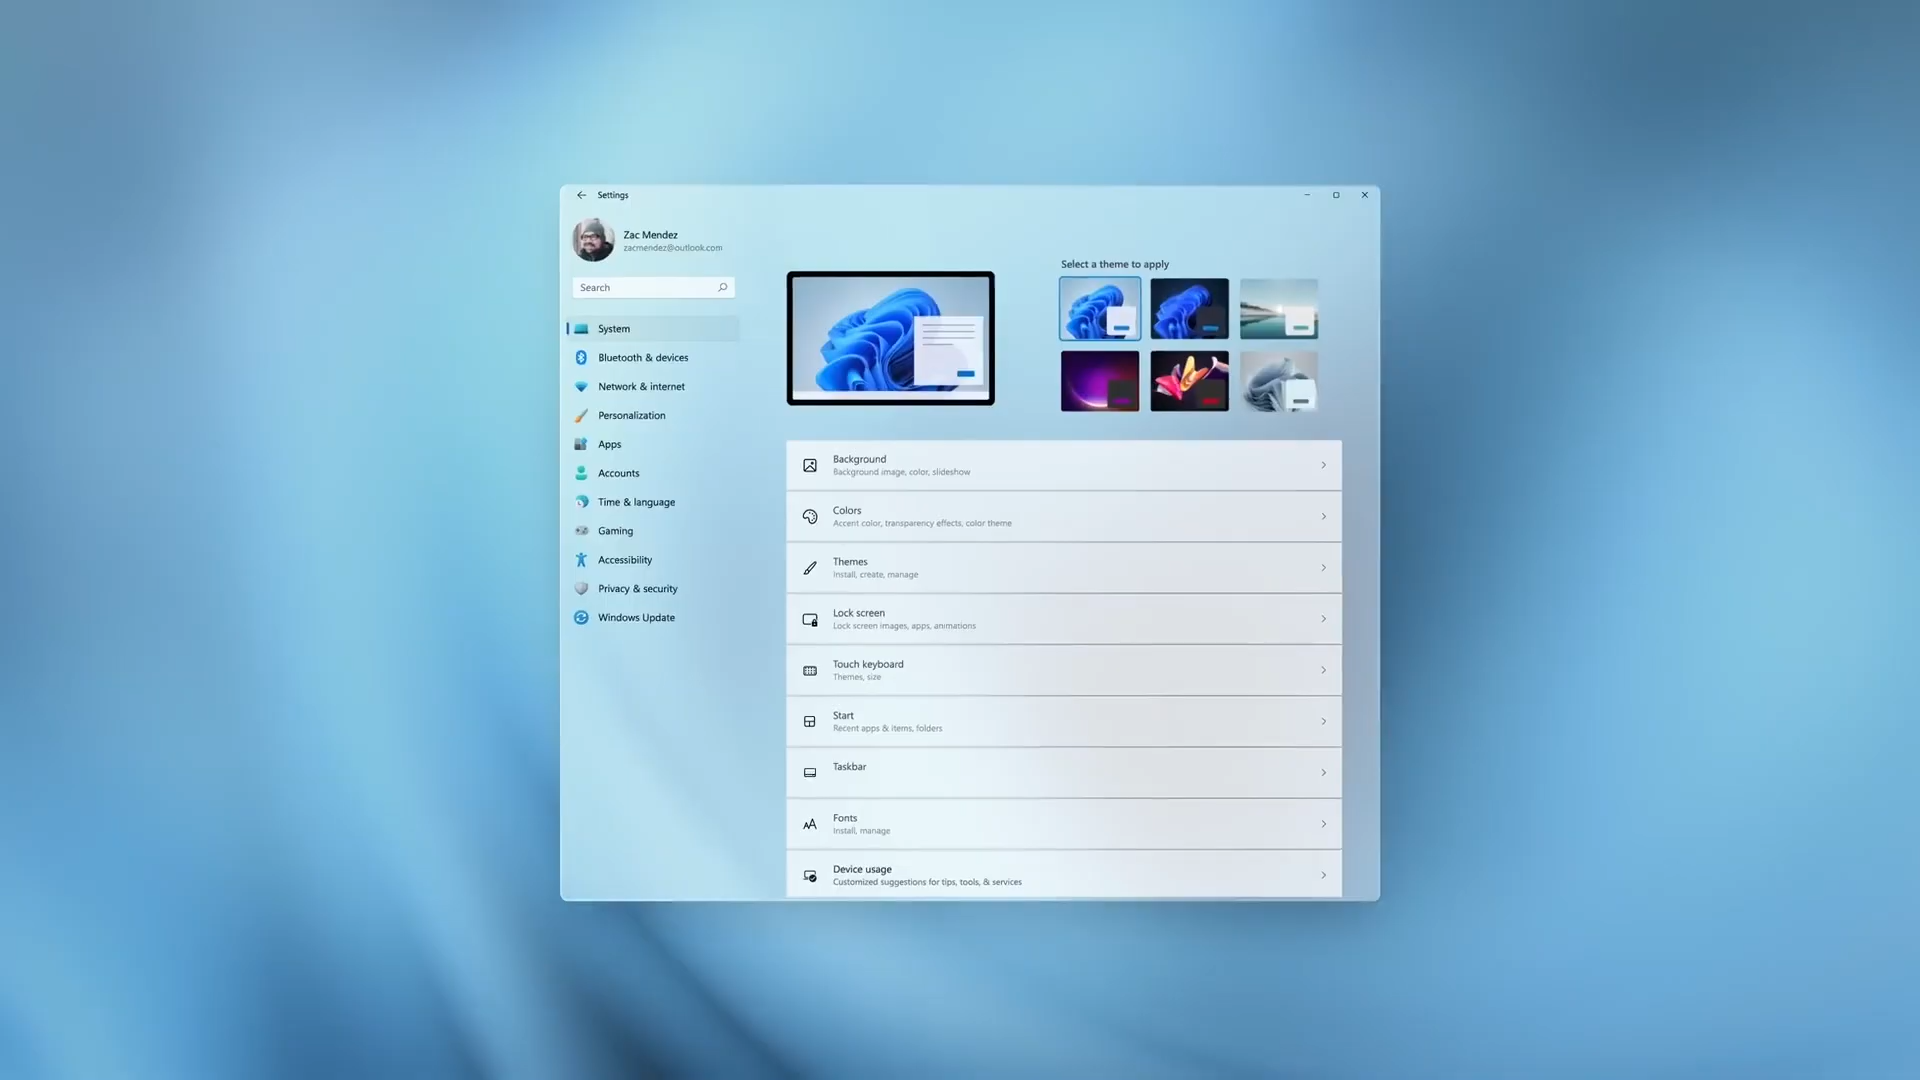 Settings
Zac Mendez
zacmendez@outlook.com
Search
System
Bluetooth & devices
Network & internet
Personalization
Apps
Accounts
Time & language
Gaming
Accessibility
Privacy & security
Windows Update
Select a theme to apply
Background
Background image, color, slideshow
Colors
Accent color, transparency effects, color theme
Themes
Install, create, manage
Lock screen
Lock screen images, apps, animations
Touch keyboard
Themes, size
Start
Recent apps & items, folders
Taskbar
Fonts
Install, manage
Device usage
Customized suggestions for tips, tools, & services